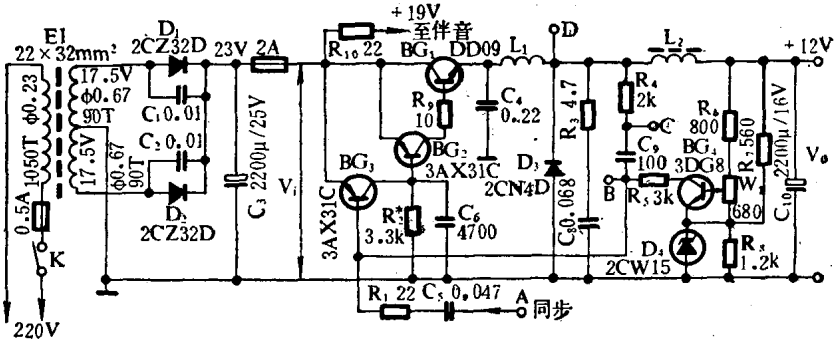 EI
22×32mm²
1050T φ0.23
17.5V
φ0.67
90T
17.5V
φ0.67
90T
0.5A
K
220V
D₁
2CZ32D
C₁0.01
C₂ 0.01
D₂
2CZ32D
23V
2A
C₃ 2200μ/25V
Vᵢ
+19V
至伴音
R₁₀ 22
BG₁
DD09
R₉
10
BG₂
3AX31C
BG₃
3AX31C
R₂*
3.3k
C₆
4700
C₄
0.22
L₁
D
D₃
2CN4D
R₃ 4.7
C₈0.068
R₄
2k
C
C₉
100
B
R₅ 3k
L₂
+12V
R₆
800
BG₄
3DG8
R₇ 560
W₁
680
D₄
2CW15
R₈
1.2k
C₁₀ 2200μ/16V
V₀
R₁ 22
C₅ 0.047
A
同步